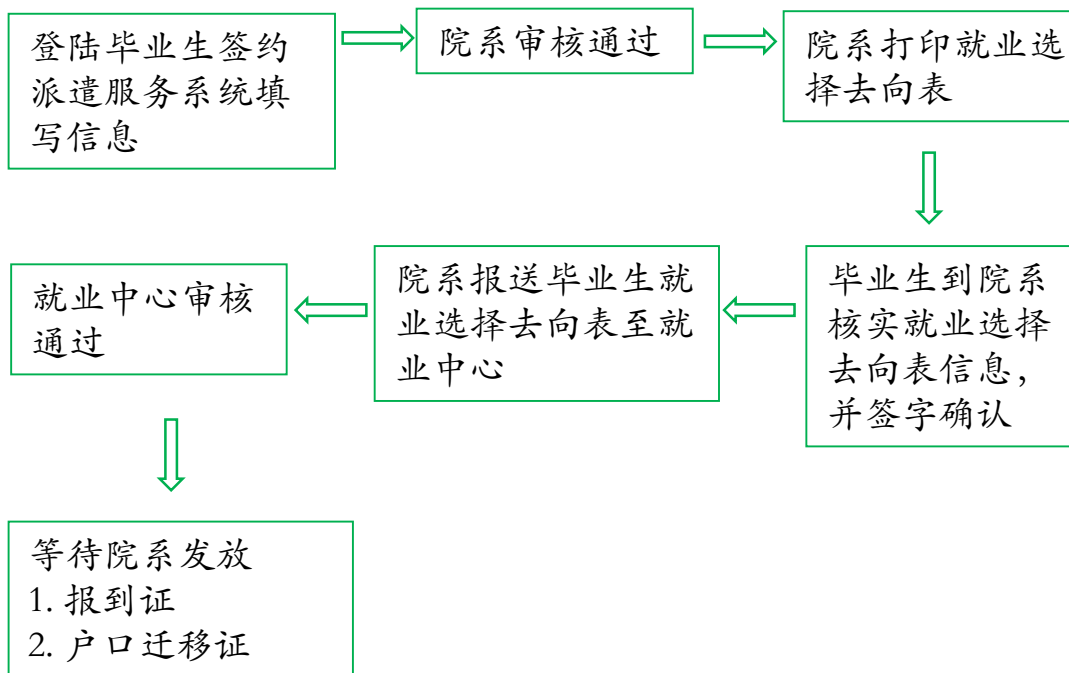 登陆毕业生签约
派遣服务系统填
写信息
院系审核通过
院系打印就业选
择去向表
毕业生到院系
核实就业选择
去向表信息，
并签字确认
院系报送毕业生就
业选择去向表至就
业中心
就业中心审核
通过
等待院系发放
1. 报到证
2. 户口迁移证